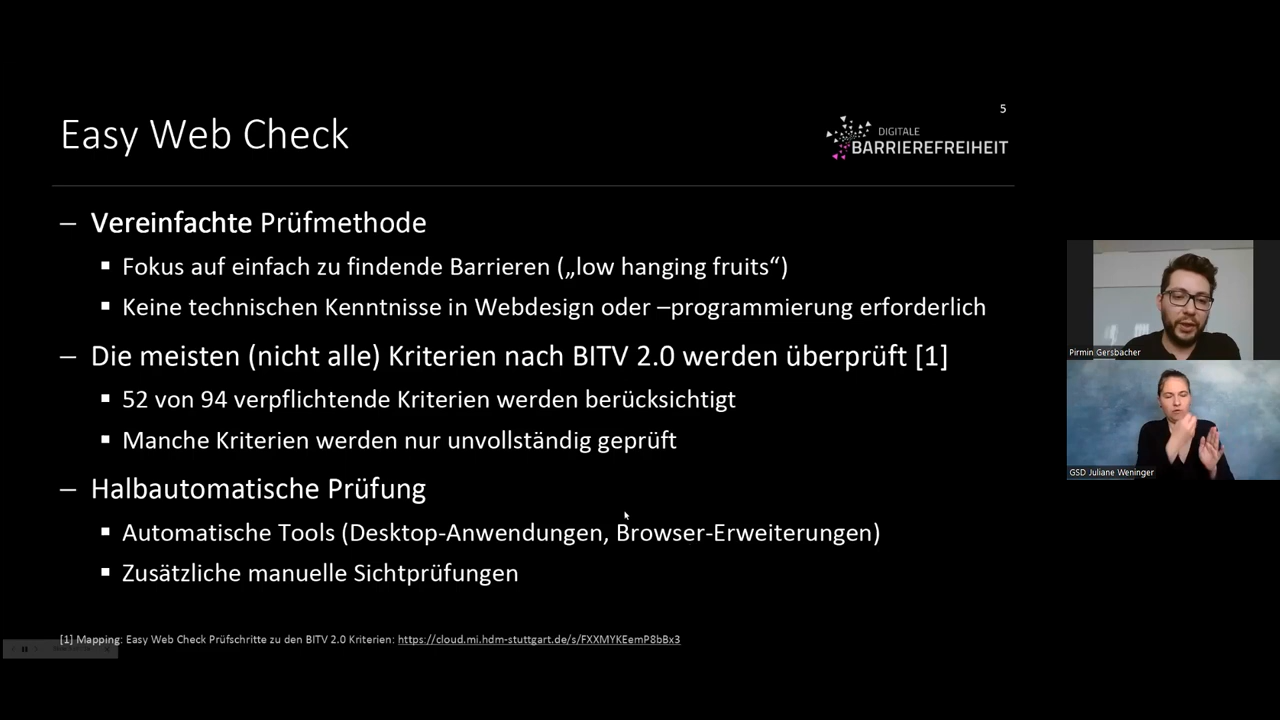 5
Easy Web Check
DIGITALE
BARRIEREFREIHEIT
– Vereinfachte Prüfmethode
▪ Fokus auf einfach zu findende Barrieren („low hanging fruits“)
▪ Keine technischen Kenntnisse in Webdesign oder –programmierung erforderlich
– Die meisten (nicht alle) Kriterien nach BITV 2.0 werden überprüft [1]
▪ 52 von 94 verpflichtende Kriterien werden berücksichtigt
▪ Manche Kriterien werden nur unvollständig geprüft
– Halbautomatische Prüfung
▪ Automatische Tools (Desktop-Anwendungen, Browser-Erweiterungen)
▪ Zusätzliche manuelle Sichtprüfungen
[1] Mapping: Easy Web Check Prüfschritte zu den BITV 2.0 Kriterien: https://cloud.mi.hdm-stuttgart.de/s/FXXMYKEemP8bBx3
Pirmin Gersbacher
GSD Juliane Weninger